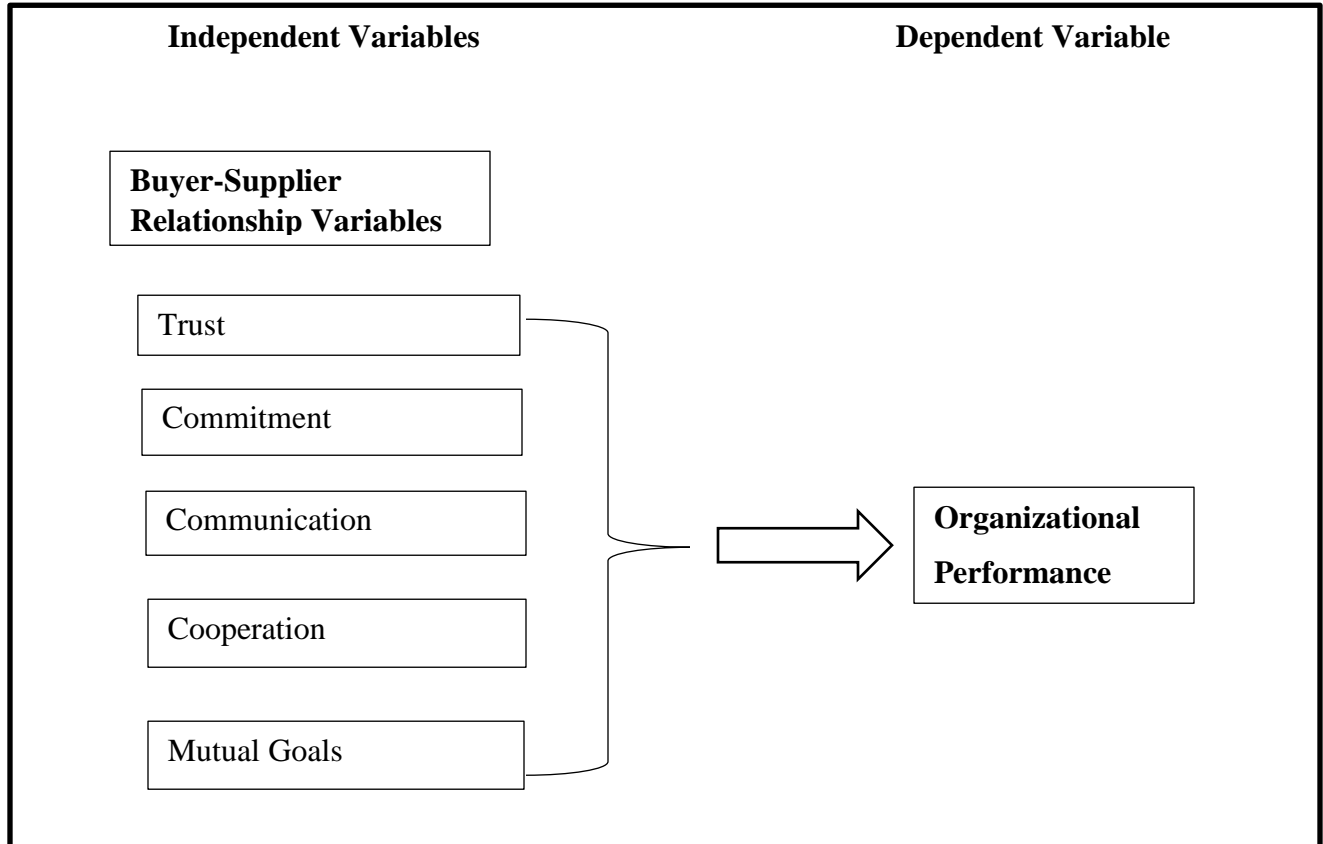 Independent Variables
Dependent Variable
Buyer-Supplier
Relationship Variables
Trust
Commitment
Communication
Cooperation
Mutual Goals
Organizational
Performance